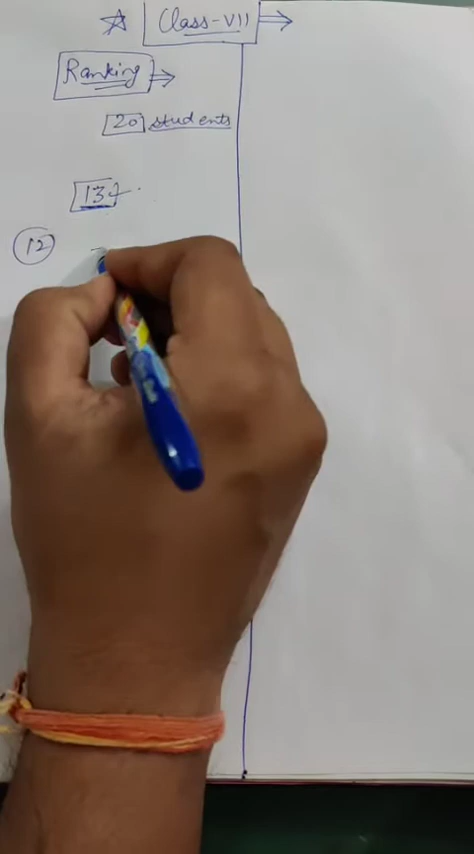 ☆ Class-VII ⇒
Ranking ⇒
20 students
13
12